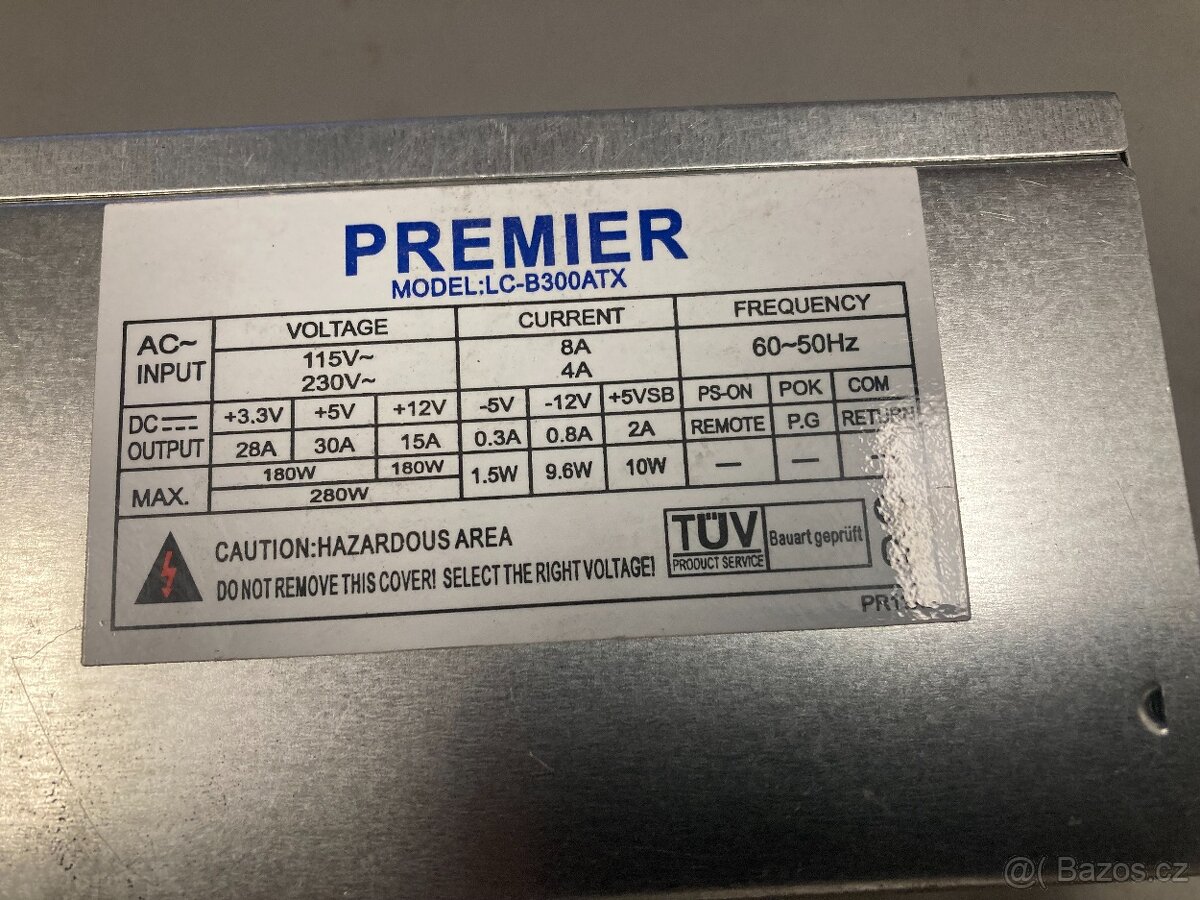 PREMIER
MODEL:LC-B300ATX
AC~ INPUT VOLTAGE CURRENT FREQUENCY
115V~ 8A 60~50Hz
230V~ 4A
DC OUTPUT +3.3V +5V +12V -5V -12V +5VSB PS-ON POK COM
28A 30A 15A 0.3A 0.8A 2A REMOTE P.G RETURN
MAX. 180W 180W 1.5W 9.6W 10W — —
280W
CAUTION:HAZARDOUS AREA
DO NOT REMOVE THIS COVER! SELECT THE RIGHT VOLTAGE!
TÜV
PRODUCT SERVICE
Bauart geprüft
@( Bazos.cz